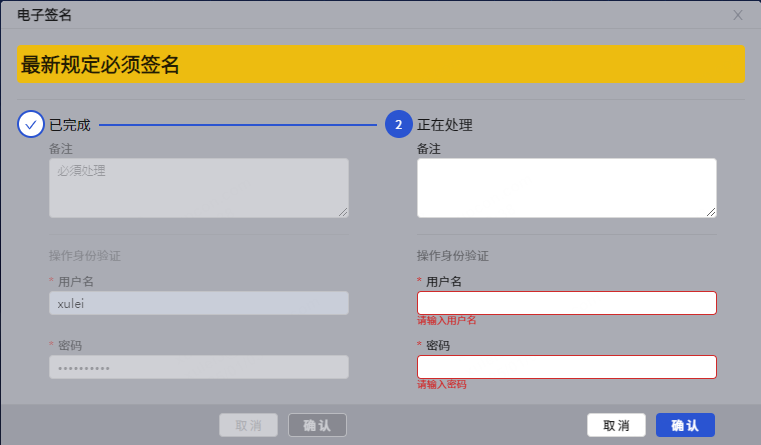 电子签名 X
最新规定必须签名
已完成
2 正在处理
备注
必須处理
备注
操作身份验证
* 用户名
xulei
* 密码
••••••••••
操作身份验证
* 用户名
请输入用户名
* 密码
请输入密码
取消 确认
取消 确认